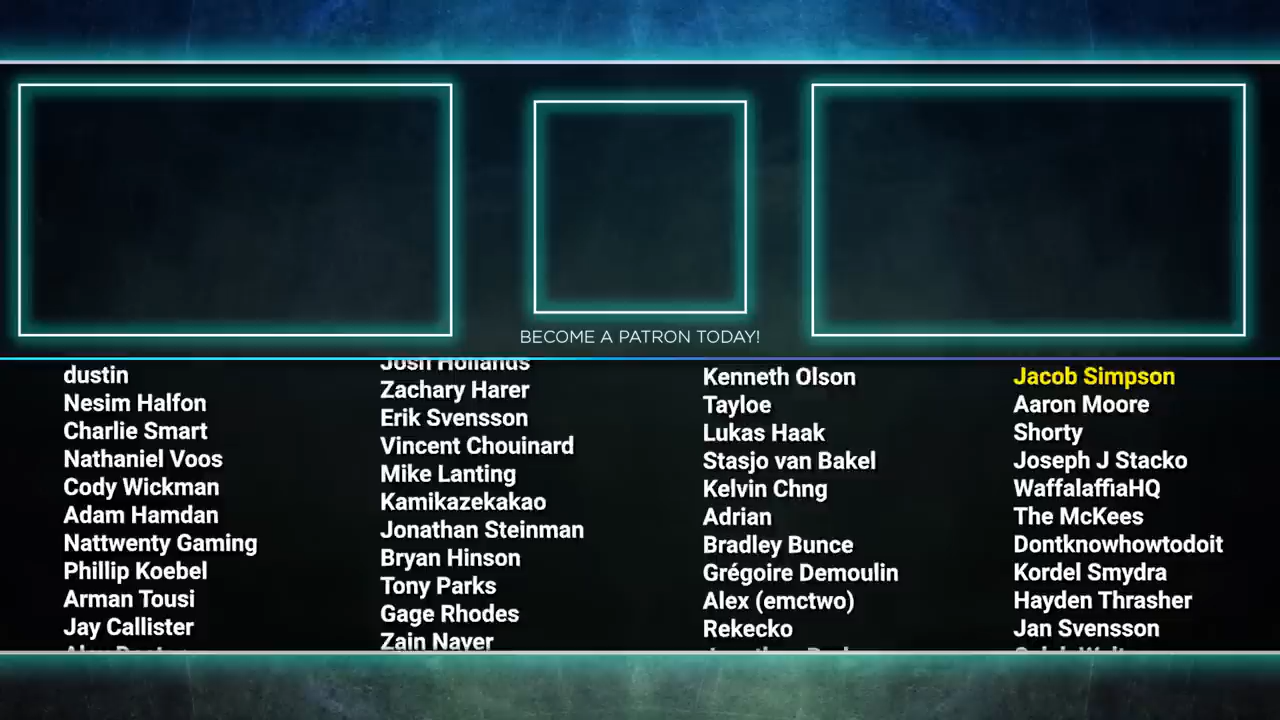 BECOME A PATRON TODAY!
dustin
Nesim Halfon
Charlie Smart
Nathaniel Voos
Cody Wickman
Adam Hamdan
Nattwenty Gaming
Phillip Koebel
Arman Tousi
Jay Callister
Josh Hollands
Zachary Harer
Erik Svensson
Vincent Chouinard
Mike Lanting
Kamikazekakao
Jonathan Steinman
Bryan Hinson
Tony Parks
Gage Rhodes
Zain Nayer
Kenneth Olson
Tayloe
Lukas Haak
Stasjo van Bakel
Kelvin Chng
Adrian
Bradley Bunce
Grégoire Demoulin
Alex (emctwo)
Rekecko
Jacob Simpson
Aaron Moore
Shorty
Joseph J Stacko
WaffalaffiaHQ
The McKees
Dontknowhowtodoit
Kordel Smydra
Hayden Thrasher
Jan Svensson